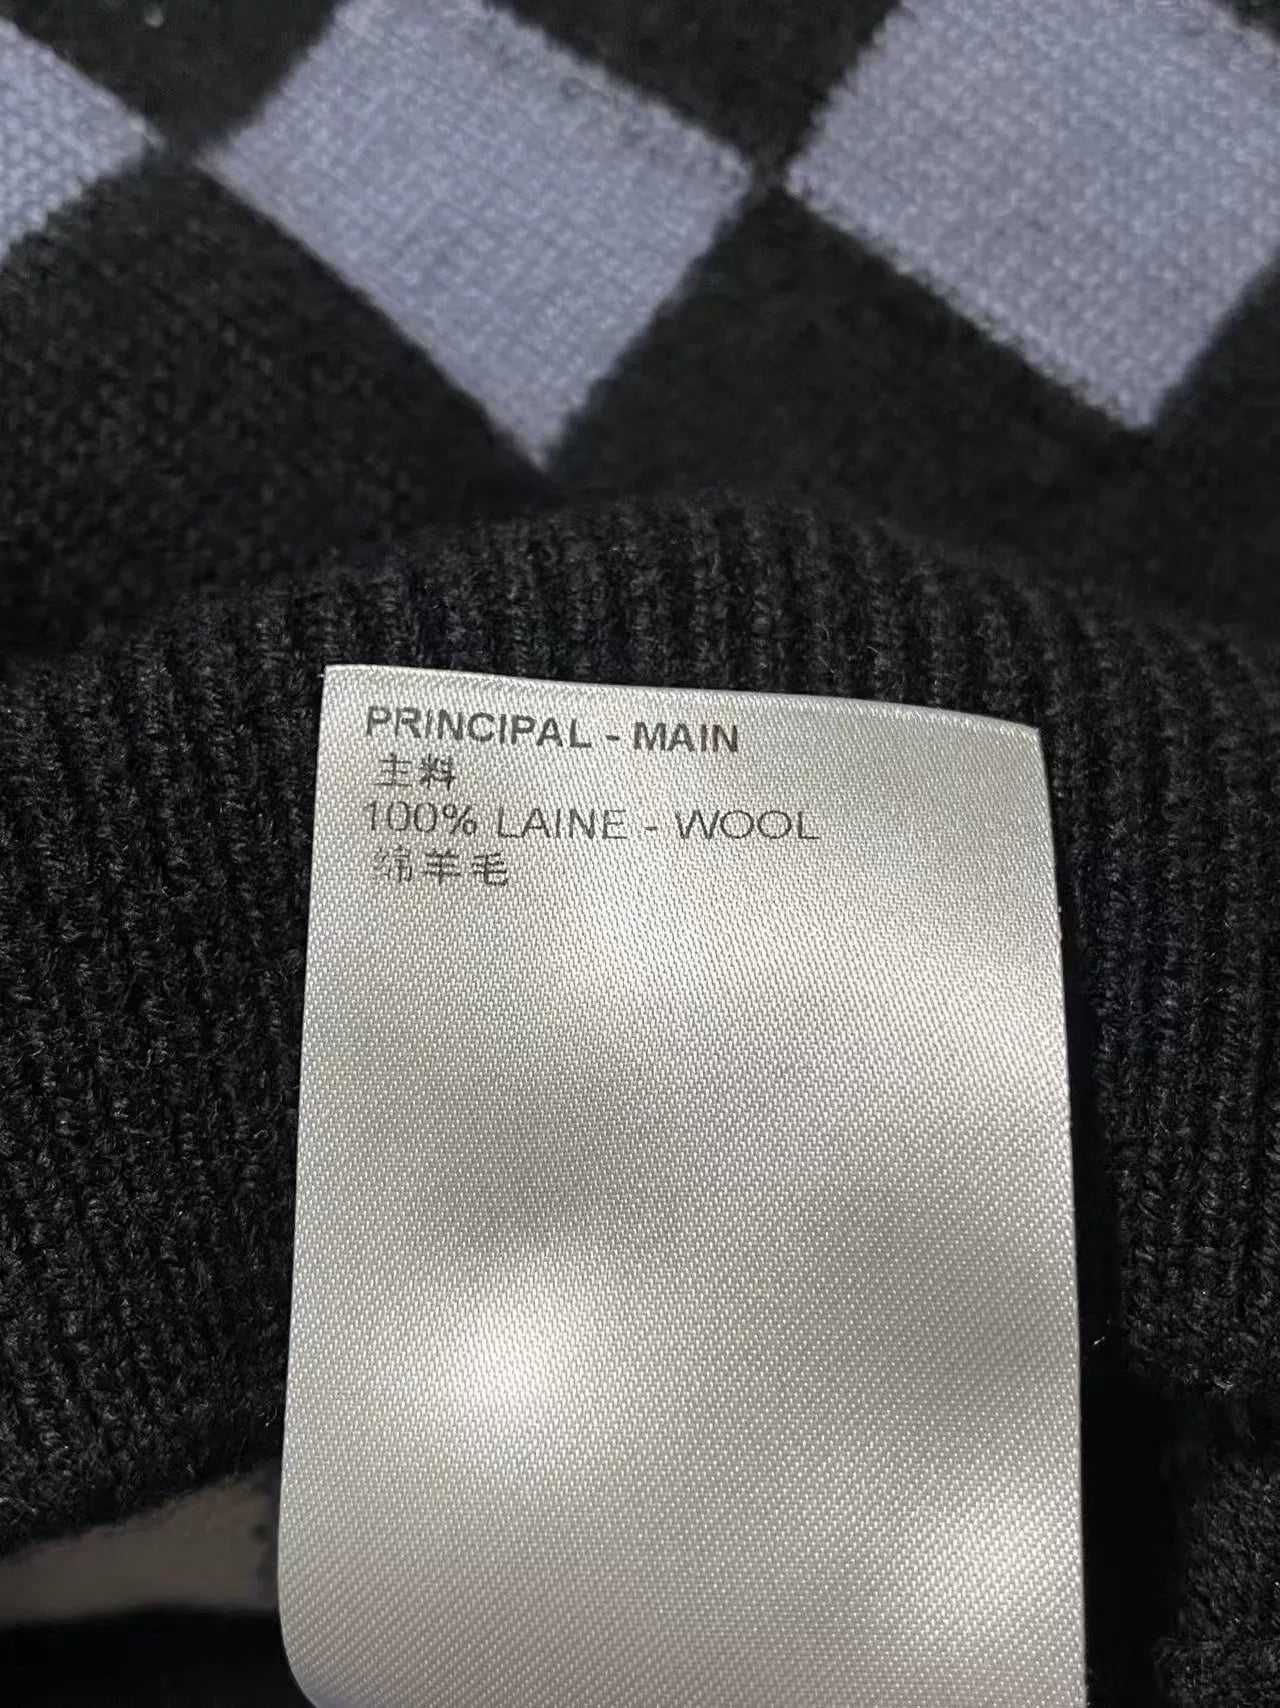 PRINCIPAL - MAIN
主料
100% LAINE - WOOL
绵羊毛